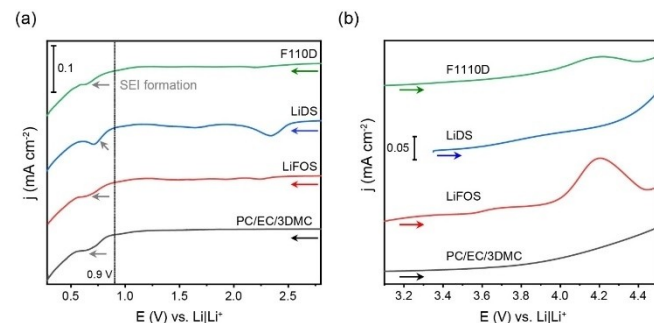 (a)
0.1
F110D
SEI formation
LiDS
LiFOS
PC/EC/3DMC
0.9 V
j (mA cm⁻²)
0.5 1.0 1.5 2.0 2.5
E (V) vs. Li|Li⁺
(b)
F1110D
LiDS
0.05
LiFOS
PC/EC/3DMC
j (mA cm⁻²)
3.2 3.4 3.6 3.8 4.0 4.2 4.4
E (V) vs. Li|Li⁺